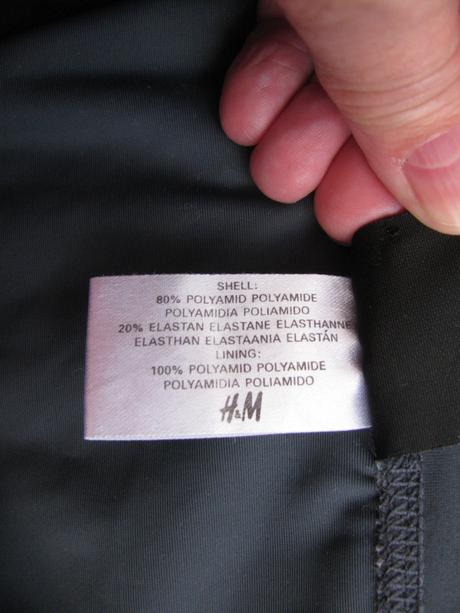 SHELL:
80% POLYAMID POLYAMIDE
POLYAMIDIA POLIAMIDO
20% ELASTAN ELASTANE ELASTHANNE
ELASTHAN ELASTAANIA ELASTÁN
LINING:
100% POLYAMID POLYAMIDE
POLYAMIDIA POLIAMIDO
H&M